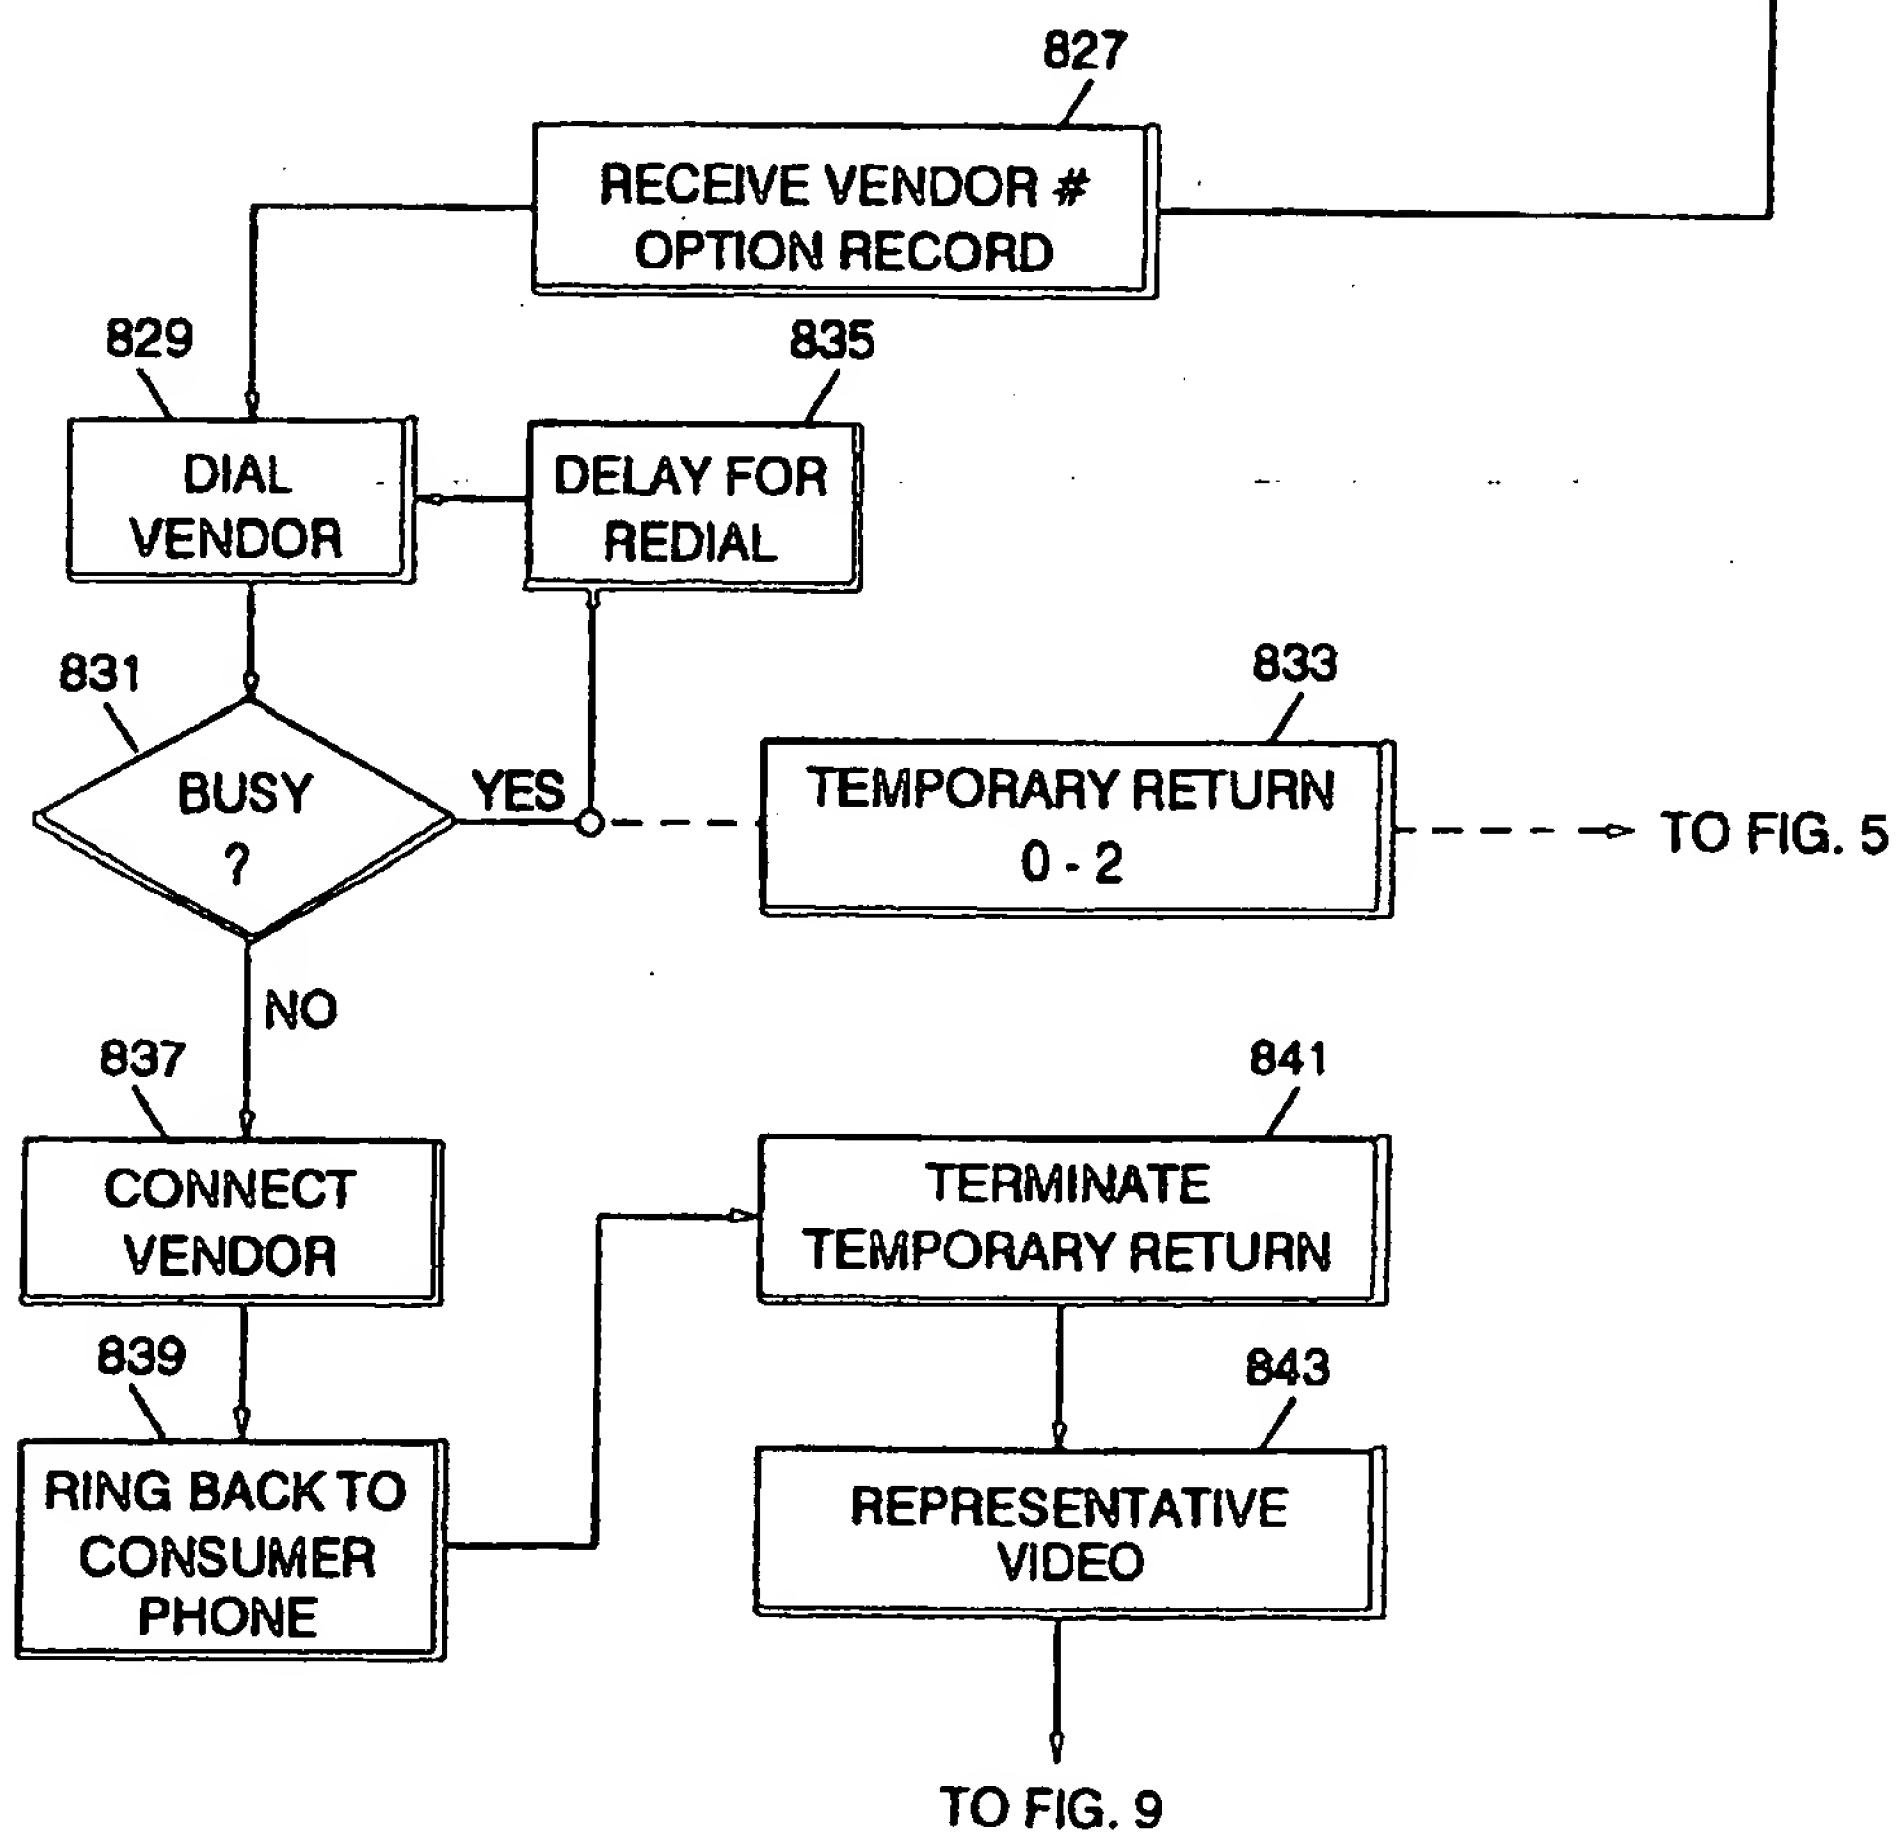 827
RECEIVE VENDOR #
OPTION RECORD
829
835
DIAL
VENDOR
DELAY FOR
REDIAL
831
833
BUSY
?
YES
TEMPORARY RETURN
0 - 2
TO FIG. 5
NO
837
841
CONNECT
VENDOR
TERMINATE
TEMPORARY RETURN
839
843
RING BACK TO
CONSUMER
PHONE
REPRESENTATIVE
VIDEO
TO FIG. 9